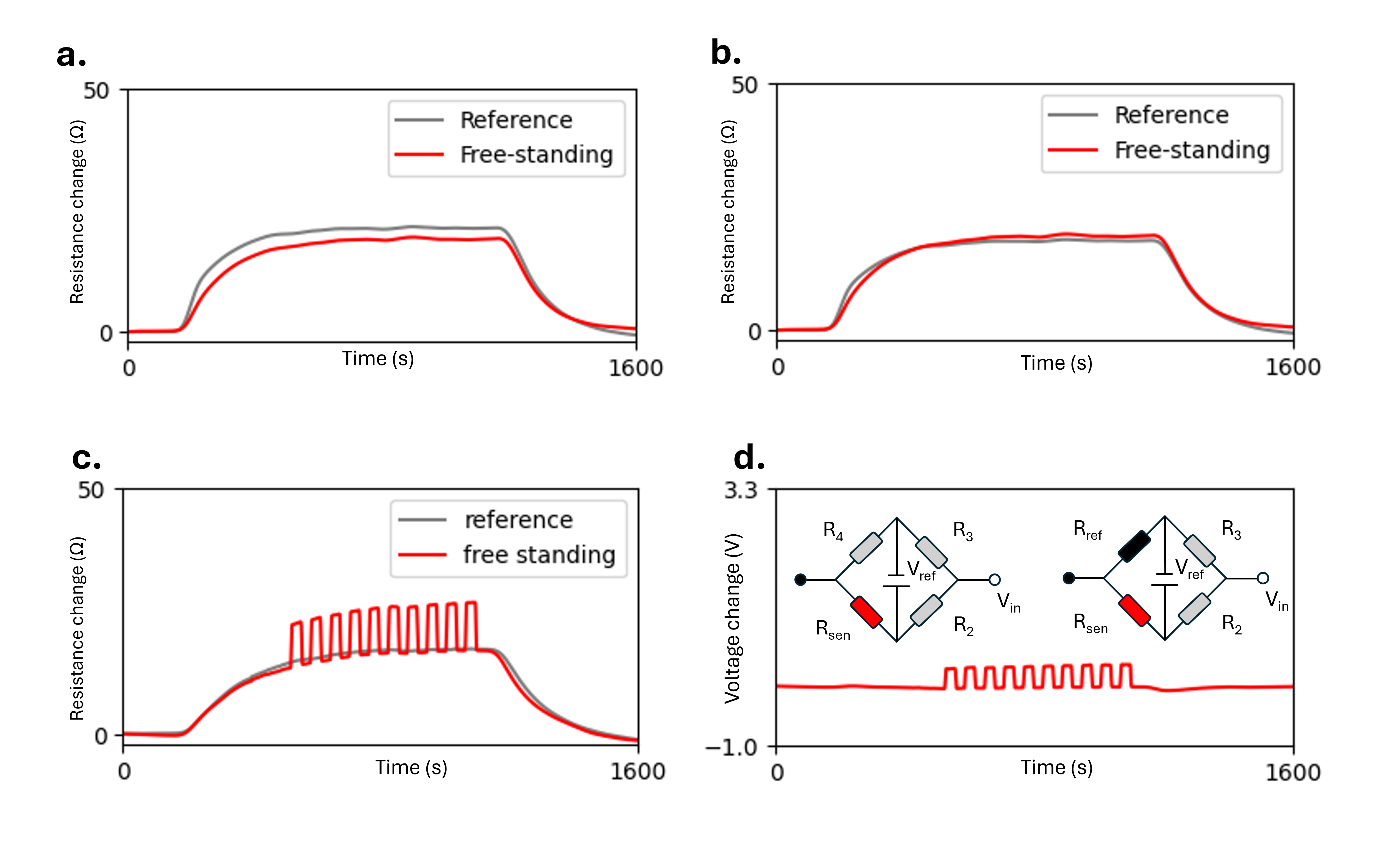 a.
50
Reference
Free-standing
Resistance change (Ω)
0
0
Time (s)
1600
b.
50
Reference
Free-standing
Resistance change (Ω)
0
0
Time (s)
1600
c.
50
reference
free standing
Resistance change (Ω)
0
0
Time (s)
1600
d.
3.3
R4
R3
Vref
Vin
Rsen
R2
Rref
R3
Vref
Vin
Rsen
R2
Voltage change (V)
−1.0
0
Time (s)
1600